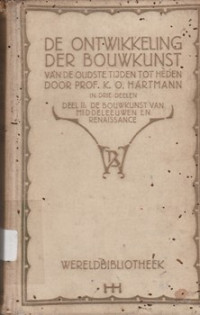 DE ONTWIKKELING
DER BOUWKUNST
VAN DE OUDSTE TIJDEN TOT HEDEN
DOOR PROF. K. O. HARTMANN
IN DRIE DEELEN
DEEL II: DE BOUWKUNST VAN
MIDDELEEUWEN EN
RENAISSANCE
WERELDBIBLIOTHEEK